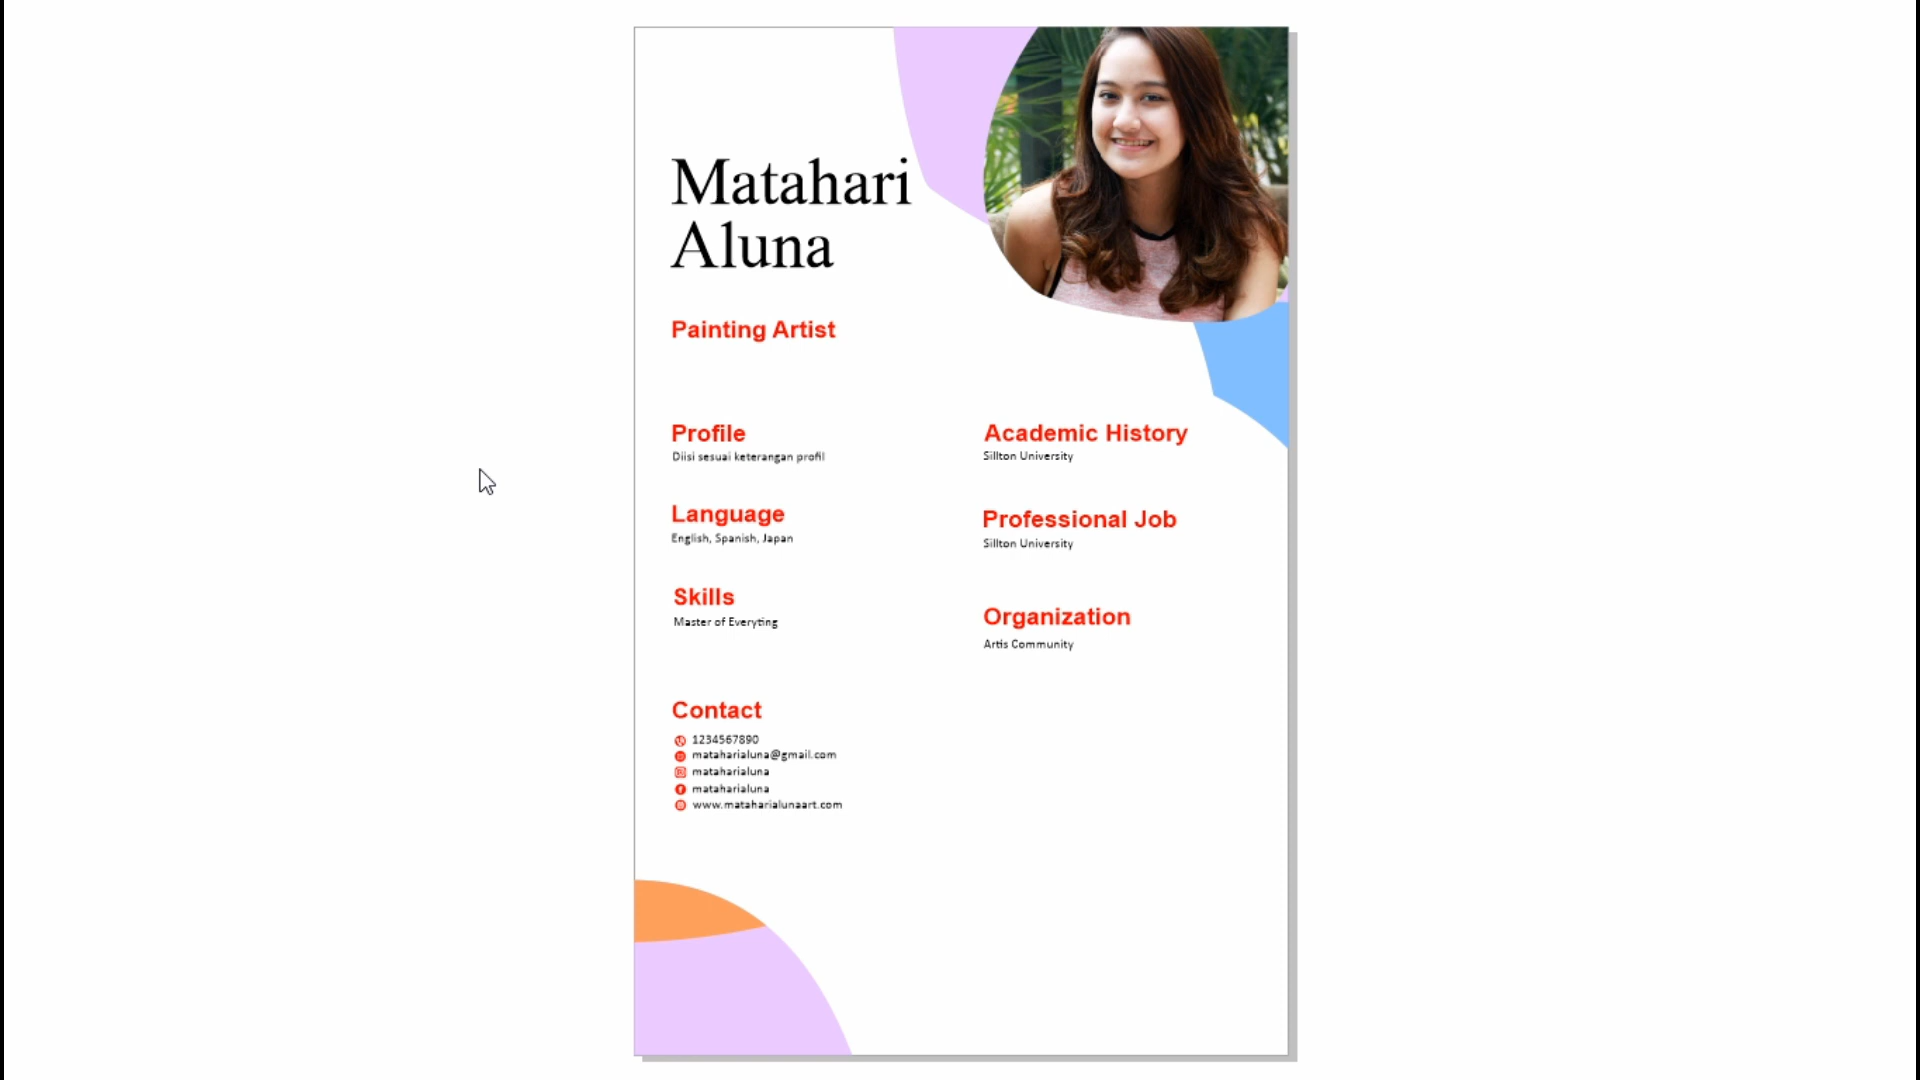 Matahari
Aluna
Painting Artist
Profile
Diisi sesuai keterangan profil
Language
English, Spanish, Japan
Skills
Master of Everyting
Contact
1234567890
mataharialuna@gmail.com
mataharialuna
mataharialuna
www.mataharialunaart.com
Academic History
Sillton University
Professional Job
Sillton University
Organization
Artis Community